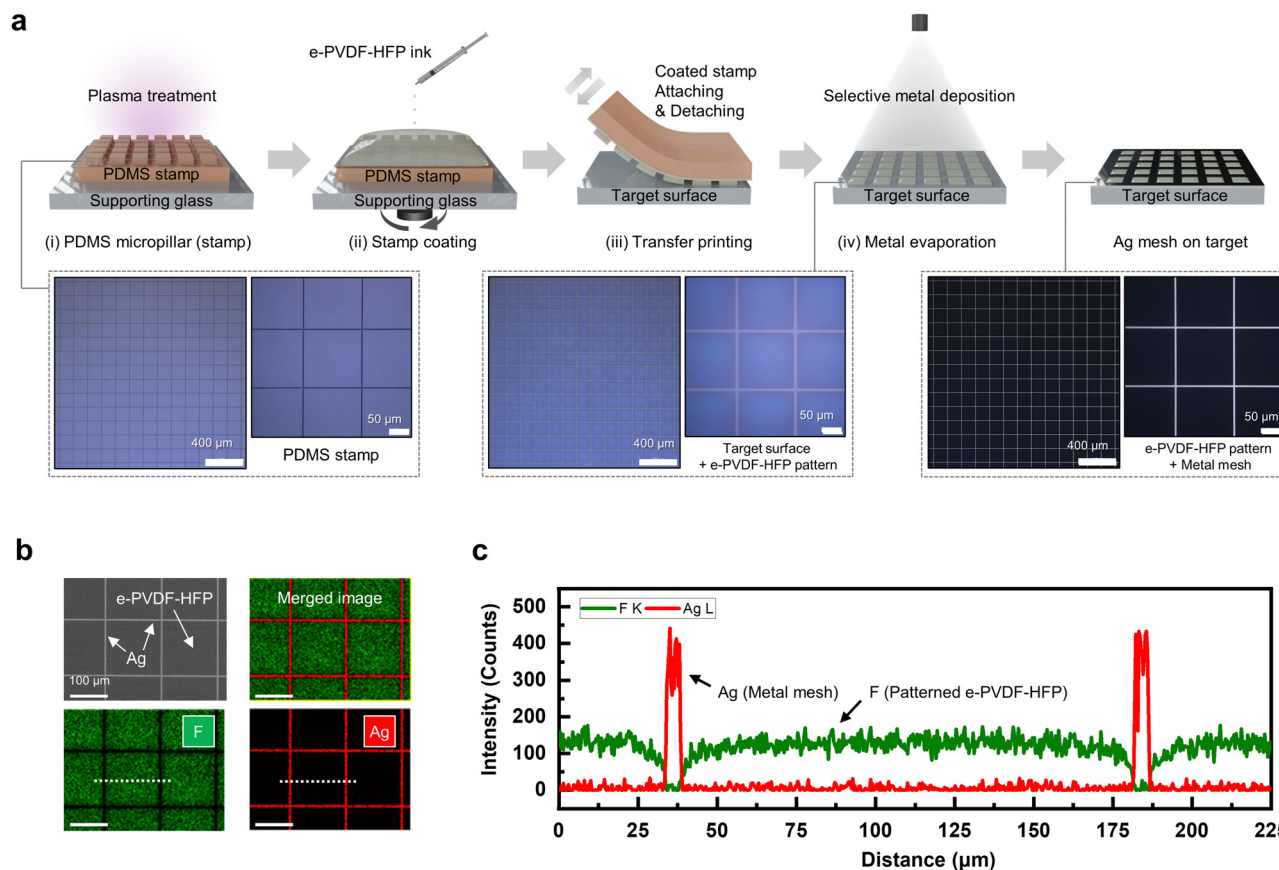 a
e-PVDF-HFP ink
Plasma treatment
Coated stamp
Attaching
& Detaching
Selective metal deposition
PDMS stamp
Supporting glass
PDMS stamp
Supporting glass
Target surface
Target surface
Target surface
(i) PDMS micropillar (stamp)
(ii) Stamp coating
(iii) Transfer printing
(iv) Metal evaporation
Ag mesh on target
400 µm
50 µm
PDMS stamp
400 µm
50 µm
Target surface
+ e-PVDF-HFP pattern
400 µm
50 µm
e-PVDF-HFP pattern
+ Metal mesh
b
e-PVDF-HFP
Ag
100 µm
Merged image
F
Ag
c
500
400
300
200
100
0
Intensity (Counts)
F K
Ag L
Ag (Metal mesh)
F (Patterned e-PVDF-HFP)
0 25 50 75 100 125 150 175 200 225
Distance (µm)